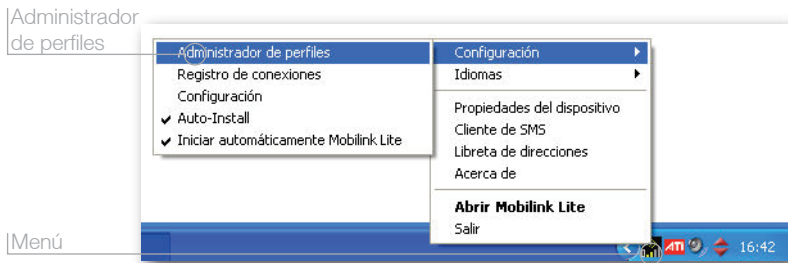 Administrador
de perfiles
Administrador de perfiles
Registro de conexiones
Configuración
Auto-Install
Iniciar automáticamente Mobilink Lite
Configuración
Idiomas
Propiedades del dispositivo
Cliente de SMS
Libreta de direcciones
Acerca de
Abrir Mobilink Lite
Salir
Menú
ATI
16:42